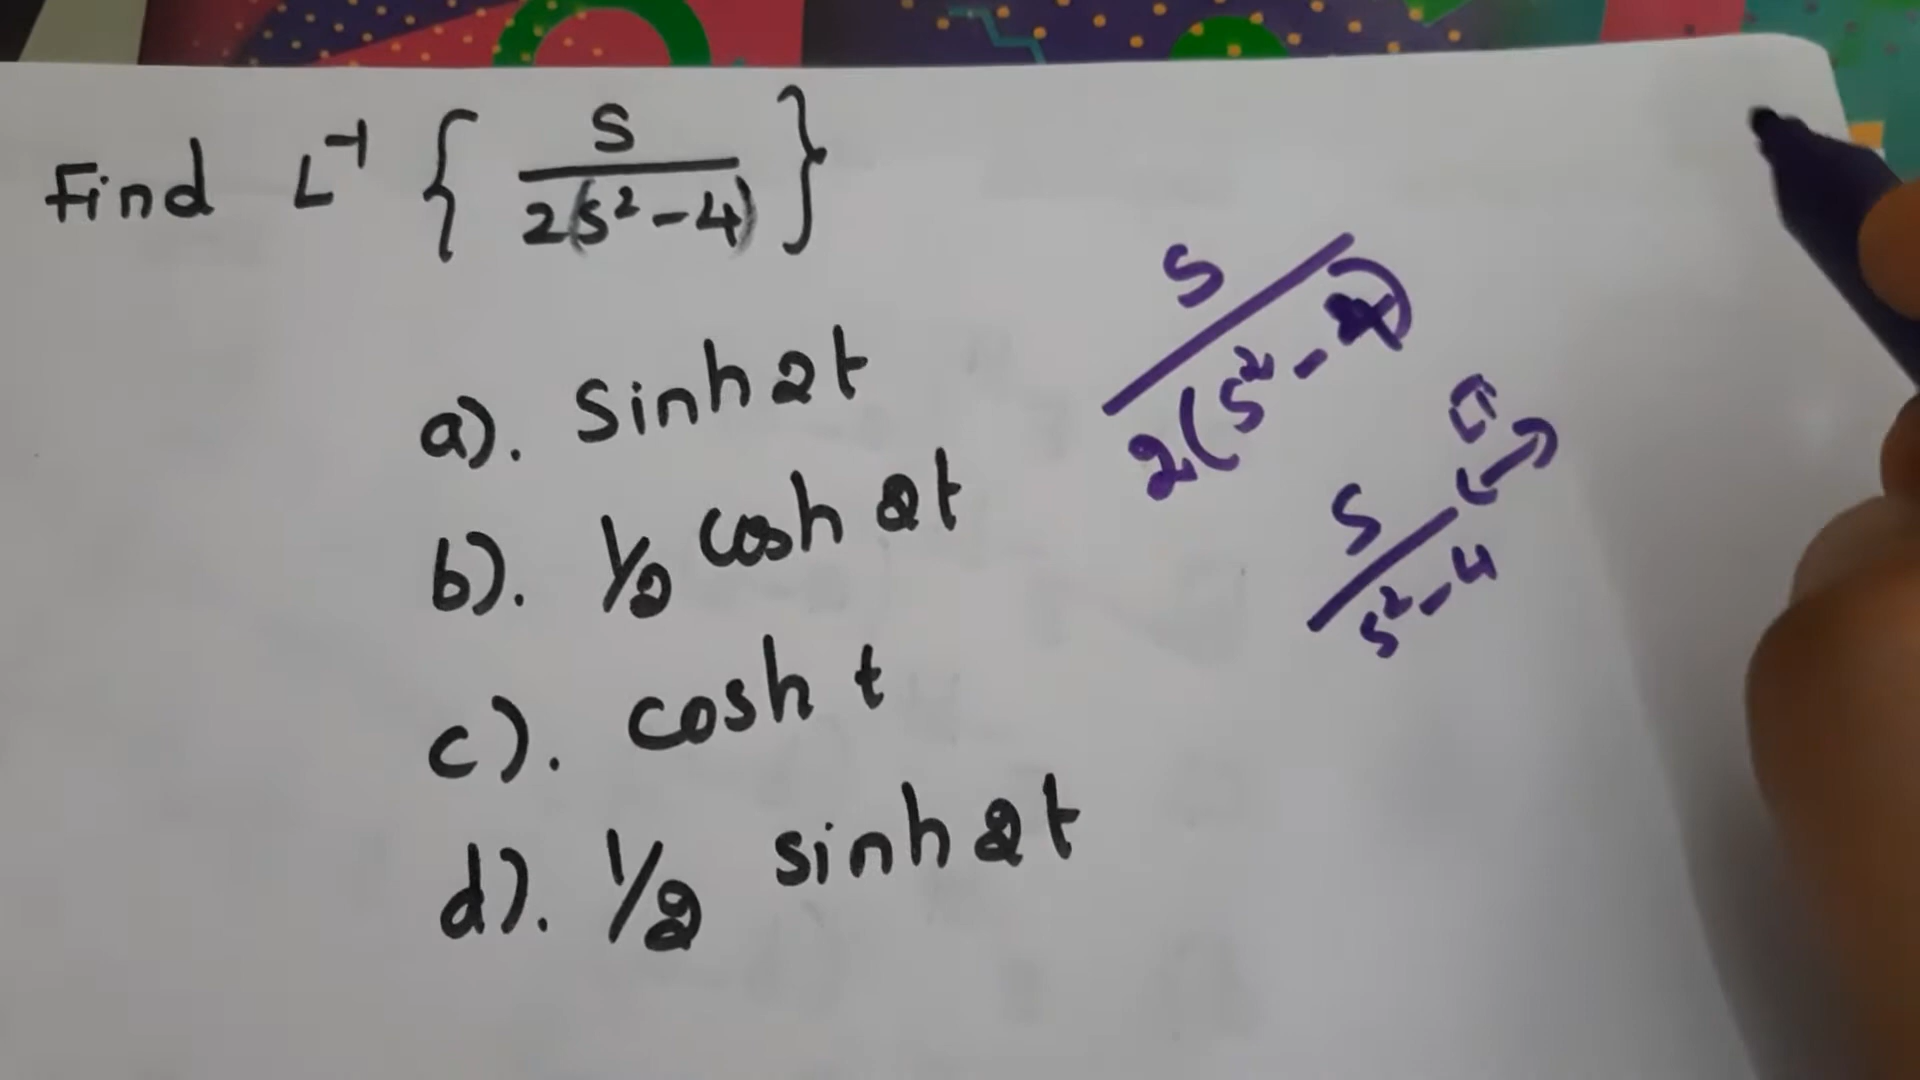 Find L⁻¹ { s / 2(s² - 4) }
a). Sinh 2t
b). 1/2 cosh 2t
c). cosh t
d). 1/2 sinh 2t
s / 2(s² - 4)
s / s² - 4